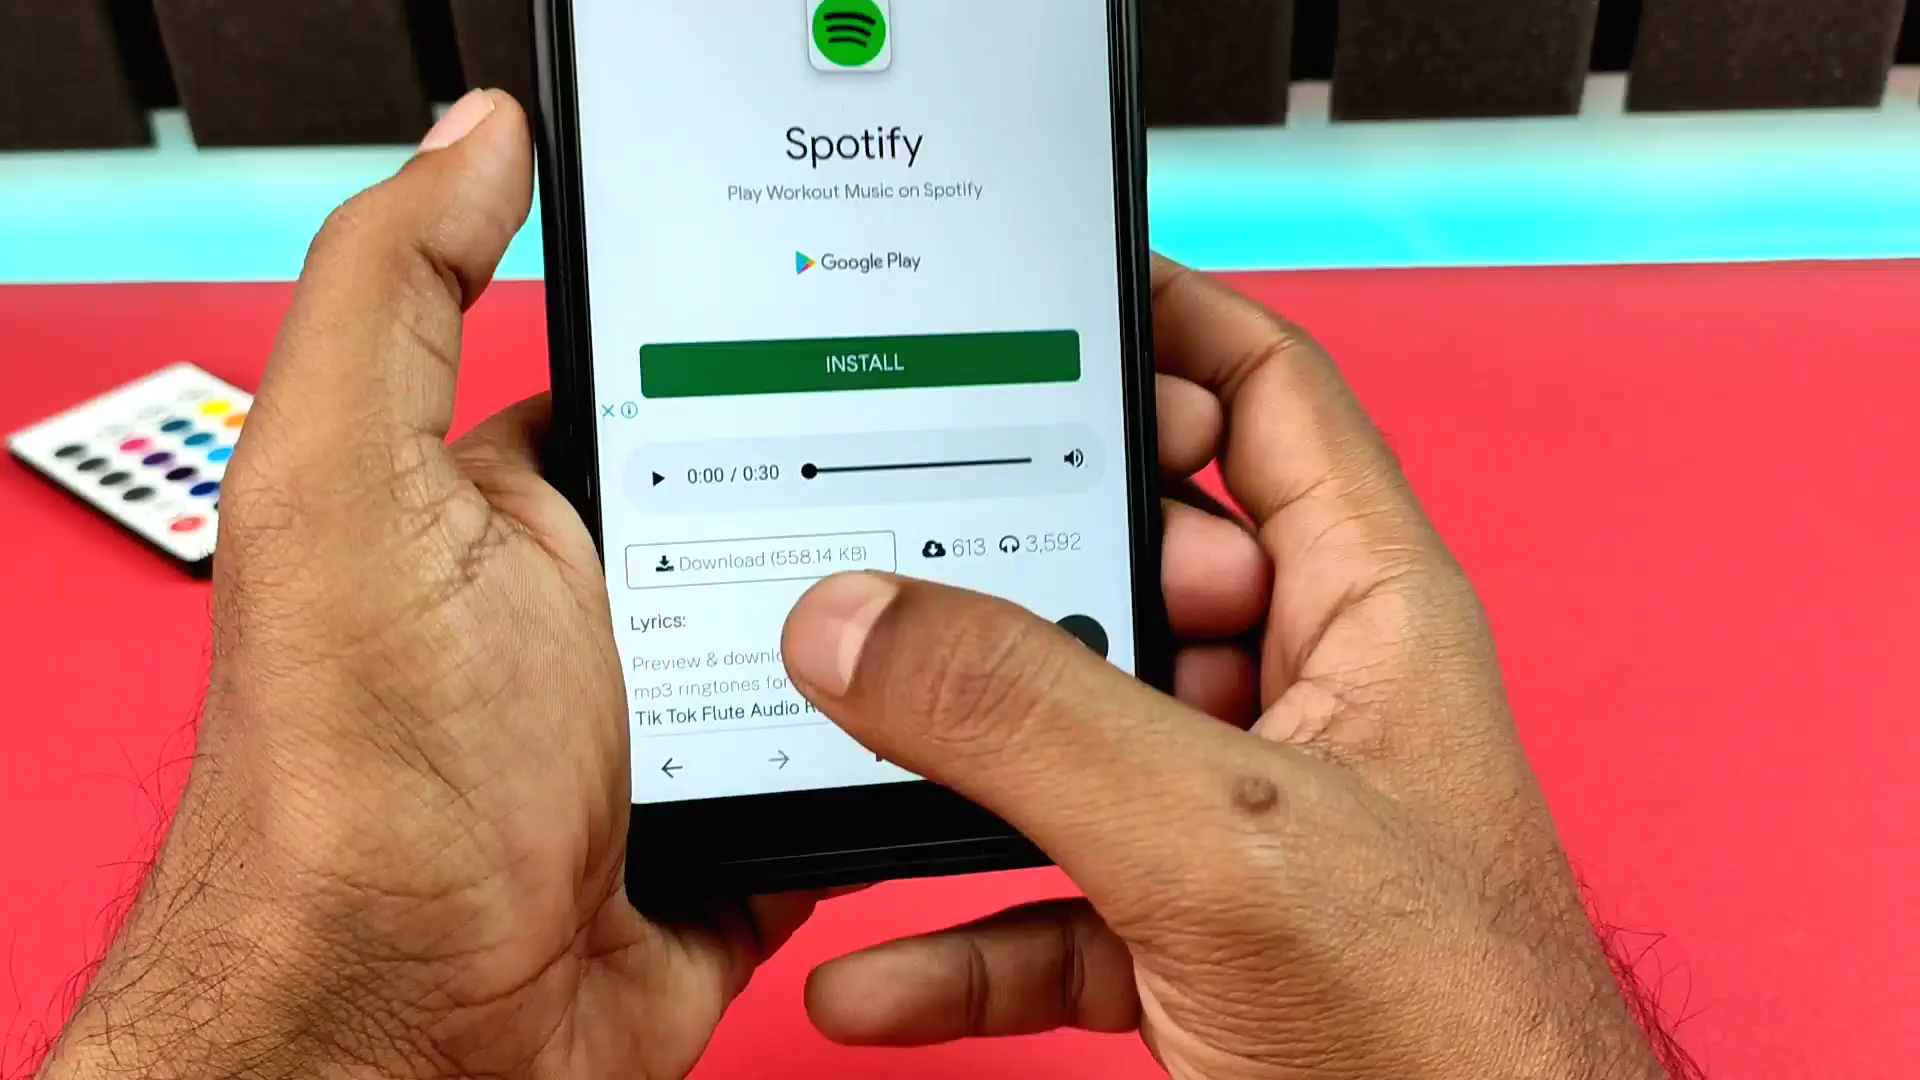 Spotify
Play Workout Music on Spotify
Google Play
INSTALL
0:00 / 0:30
Download (558.14 KB) 613 3,592
Lyrics:
Preview &
mp3 ringtones for
Tik Tok Flute Audio